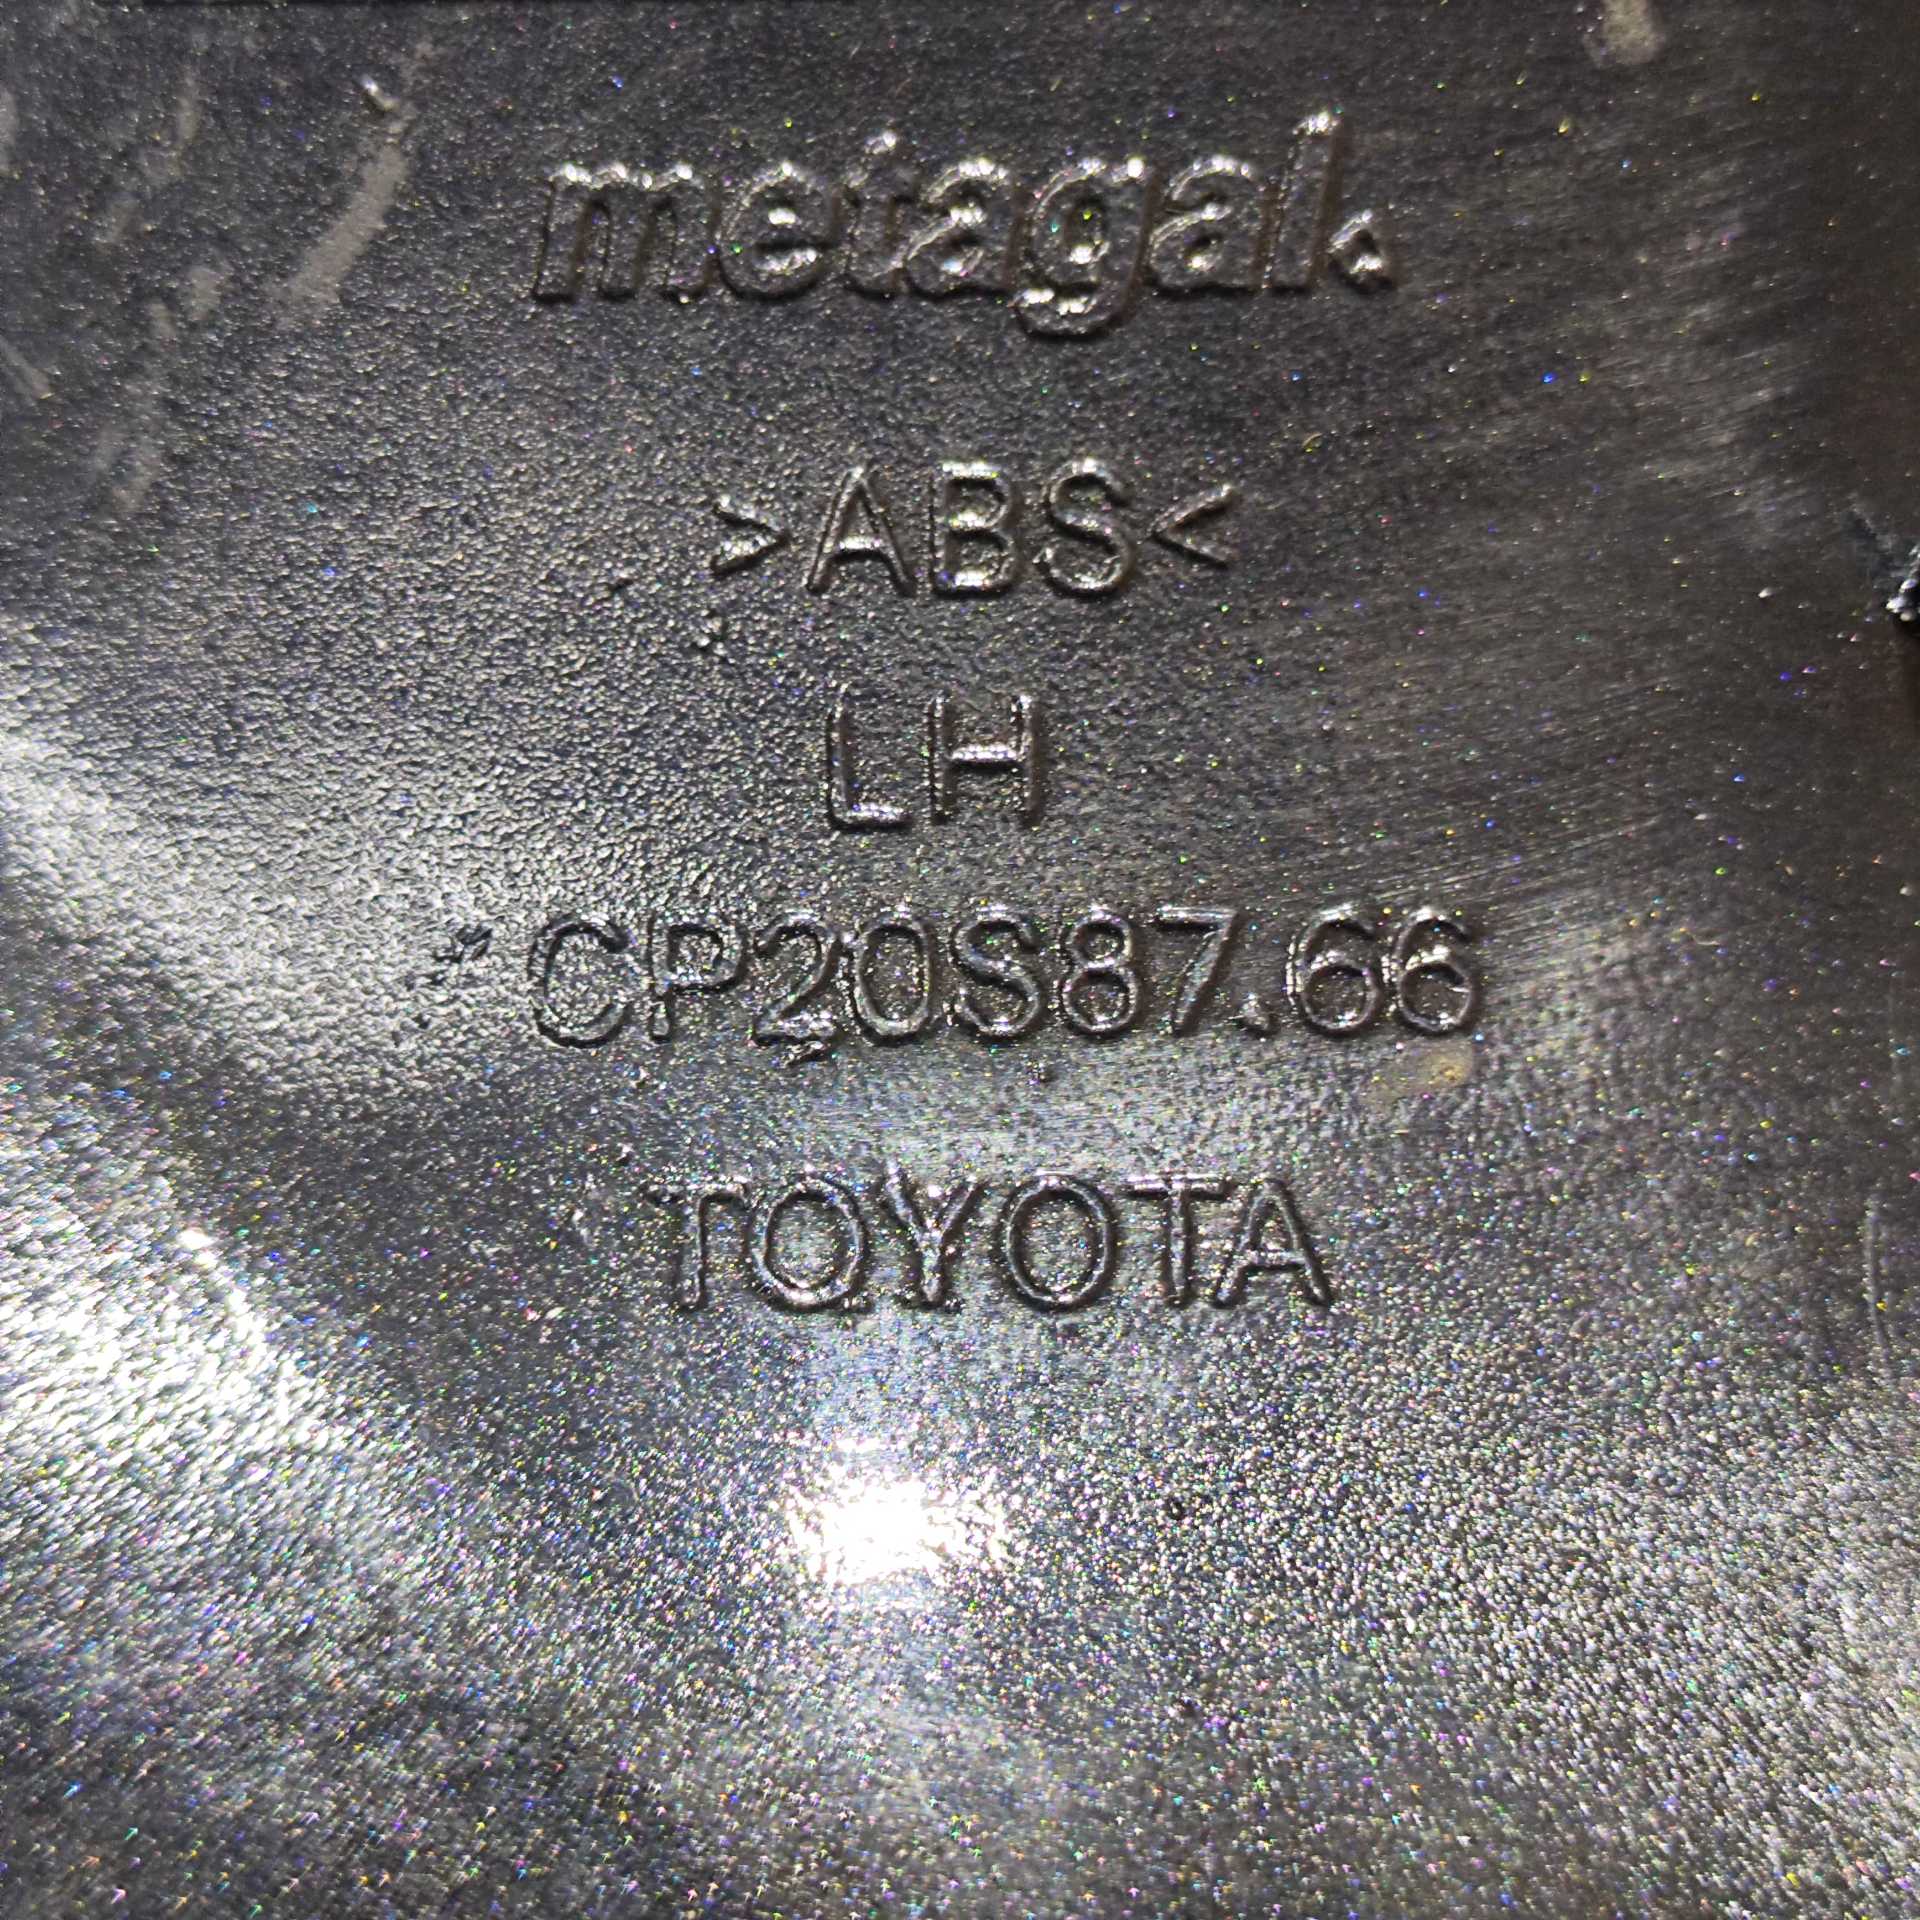 metagal.
>ABS<
LH
CP20S87.66
TOYOTA